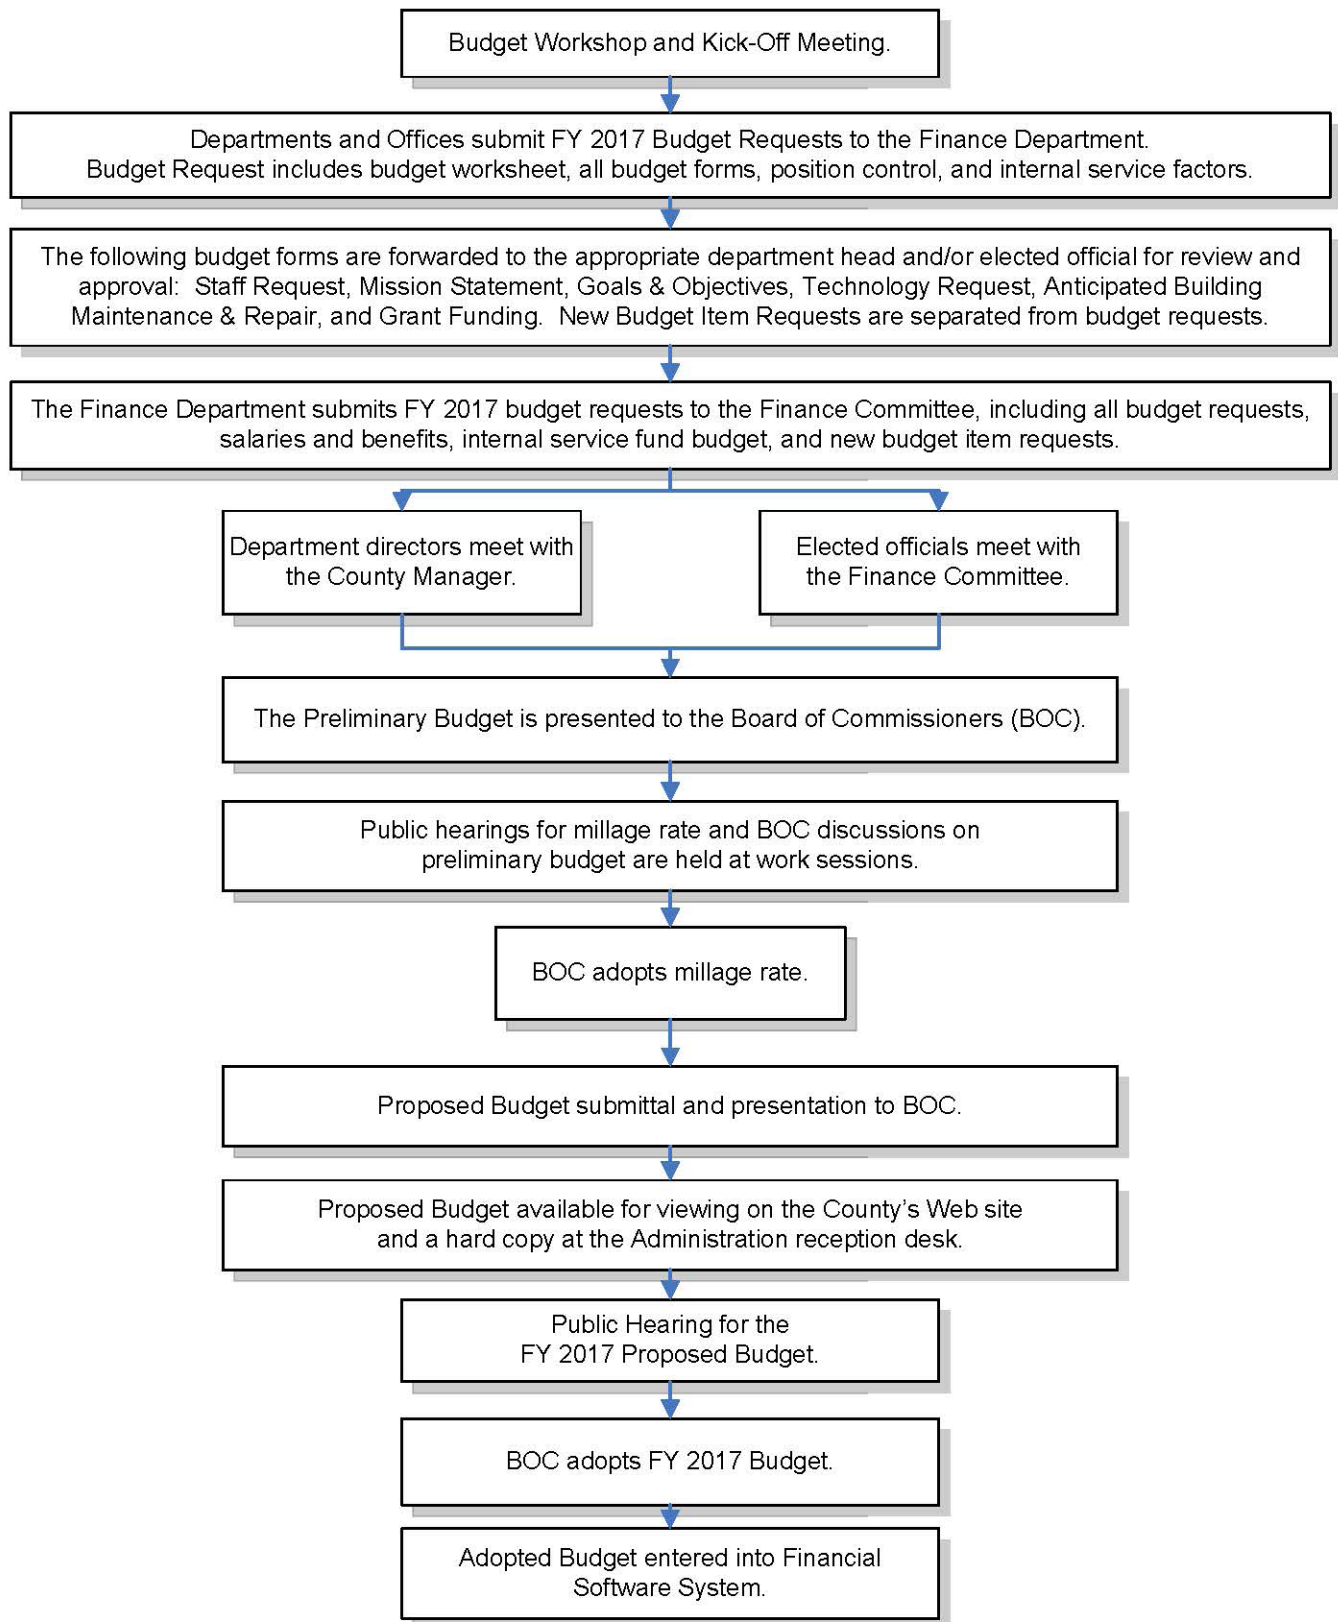 Budget Workshop and Kick-Off Meeting.
Departments and Offices submit FY 2017 Budget Requests to the Finance Department.
Budget Request includes budget worksheet, all budget forms, position control, and internal service factors.
The following budget forms are forwarded to the appropriate department head and/or elected official for review and
approval:  Staff Request, Mission Statement, Goals & Objectives, Technology Request, Anticipated Building
Maintenance & Repair, and Grant Funding.  New Budget Item Requests are separated from budget requests.
The Finance Department submits FY 2017 budget requests to the Finance Committee, including all budget requests,
salaries and benefits, internal service fund budget, and new budget item requests.
Department directors meet with
the County Manager.
Elected officials meet with
the Finance Committee.
The Preliminary Budget is presented to the Board of Commissioners (BOC).
Public hearings for millage rate and BOC discussions on
preliminary budget are held at work sessions.
BOC adopts millage rate.
Proposed Budget submittal and presentation to BOC.
Proposed Budget available for viewing on the County's Web site
and a hard copy at the Administration reception desk.
Public Hearing for the
FY 2017 Proposed Budget.
BOC adopts FY 2017 Budget.
Adopted Budget entered into Financial
Software System.